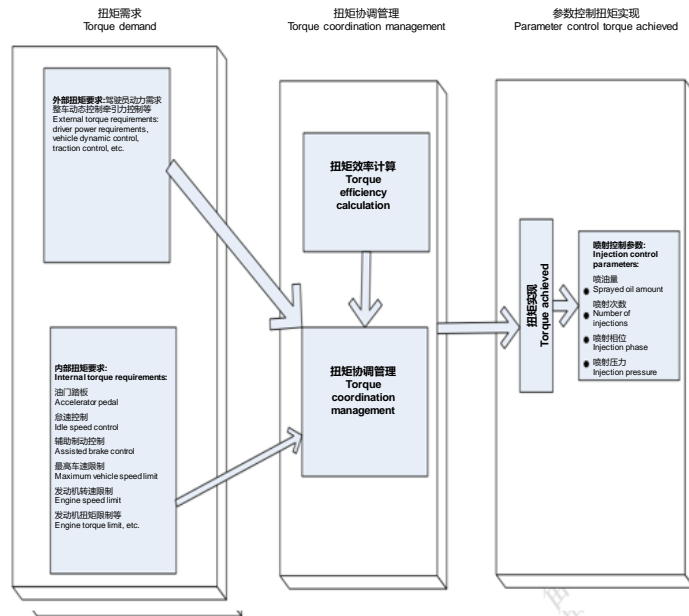 扭矩需求
Torque demand
扭矩协调管理
Torque coordination management
参数控制扭矩实现
Parameter control torque achieved
外部扭矩要求:驾驶员动力需求
整车动态控制牵引力控制等
External torque requirements:
driver power requirements,
vehicle dynamic control,
traction control, etc.
内部扭矩要求:
Internal torque requirements:
油门踏板
Accelerator pedal
怠速控制
Idle speed control
辅助制动控制
Assisted brake control
最高车速限制
Maximum vehicle speed limit
发动机转速限制
Engine speed limit
发动机扭矩限制等
Engine torque limit, etc.
扭矩效率计算
Torque
efficiency
calculation
扭矩协调管理
Torque
coordination
management
扭矩实现
Torque achieved
喷射控制参数:
Injection control
parameters:
喷油量
Sprayed oil amount
喷射次数
Number of
injections
喷射相位
Injection phase
喷射压力
Injection pressure